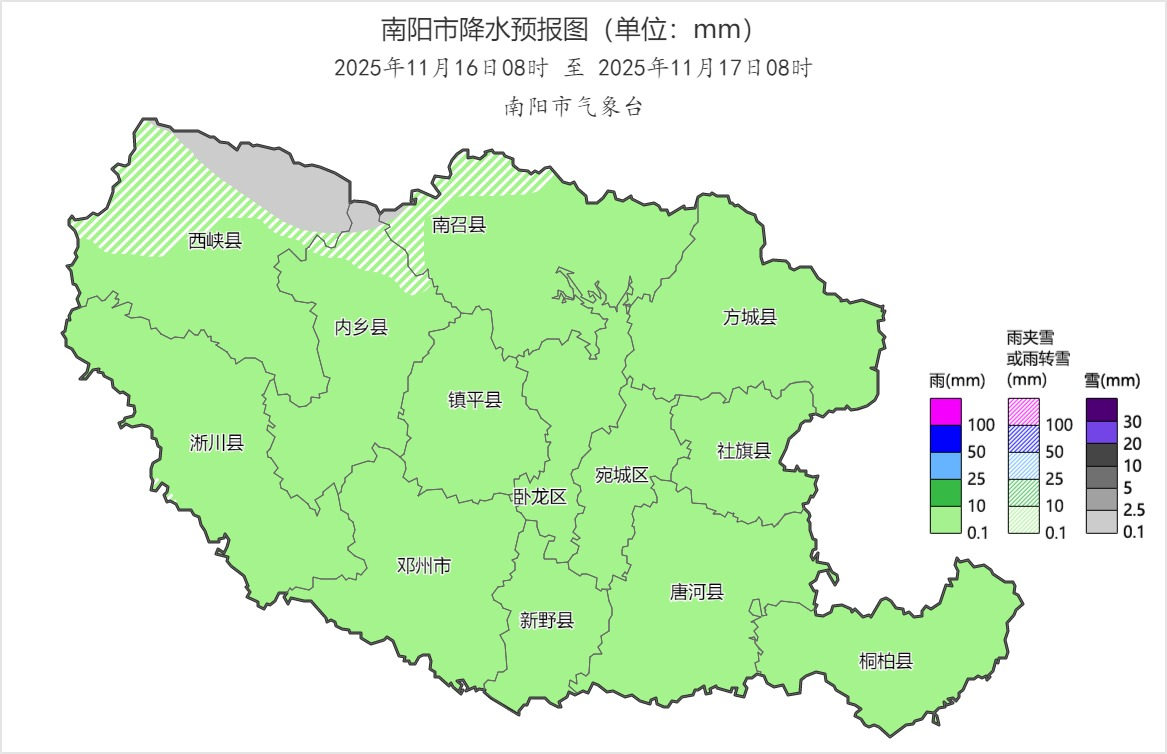 南阳市降水预报图（单位：mm）
2025年11月16日08时 至 2025年11月17日08时
南阳市气象台
西峡县
南召县
内乡县
方城县
镇平县
淅川县
社旗县
宛城区
卧龙区
邓州市
唐河县
新野县
桐柏县
雨(mm)
100
50
25
10
0.1
雨夹雪
或雨转雪
(mm)
100
50
25
10
0.1
雪(mm)
30
20
10
5
2.5
0.1